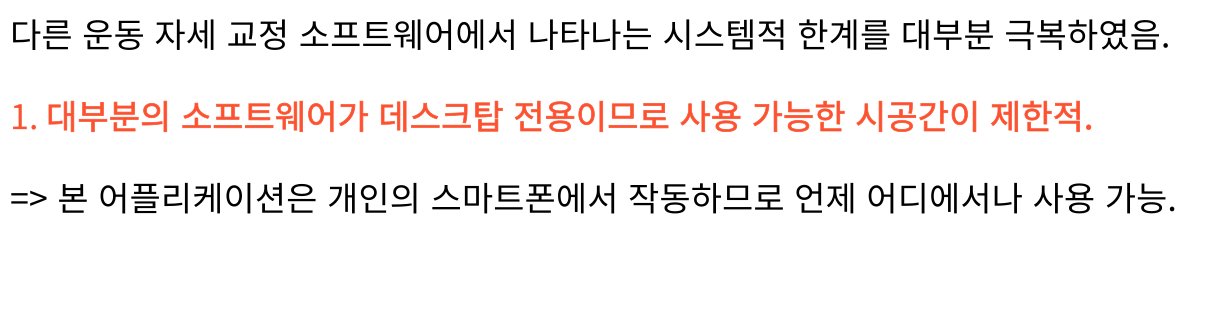 다른 운동 자세 교정 소프트웨어에서 나타나는 시스템적 한계를 대부분 극복하였음.
1. 대부분의 소프트웨어가 데스크탑 전용이므로 사용 가능한 시공간이 제한적.
=> 본 어플리케이션은 개인의 스마트폰에서 작동하므로 언제 어디에서나 사용 가능.